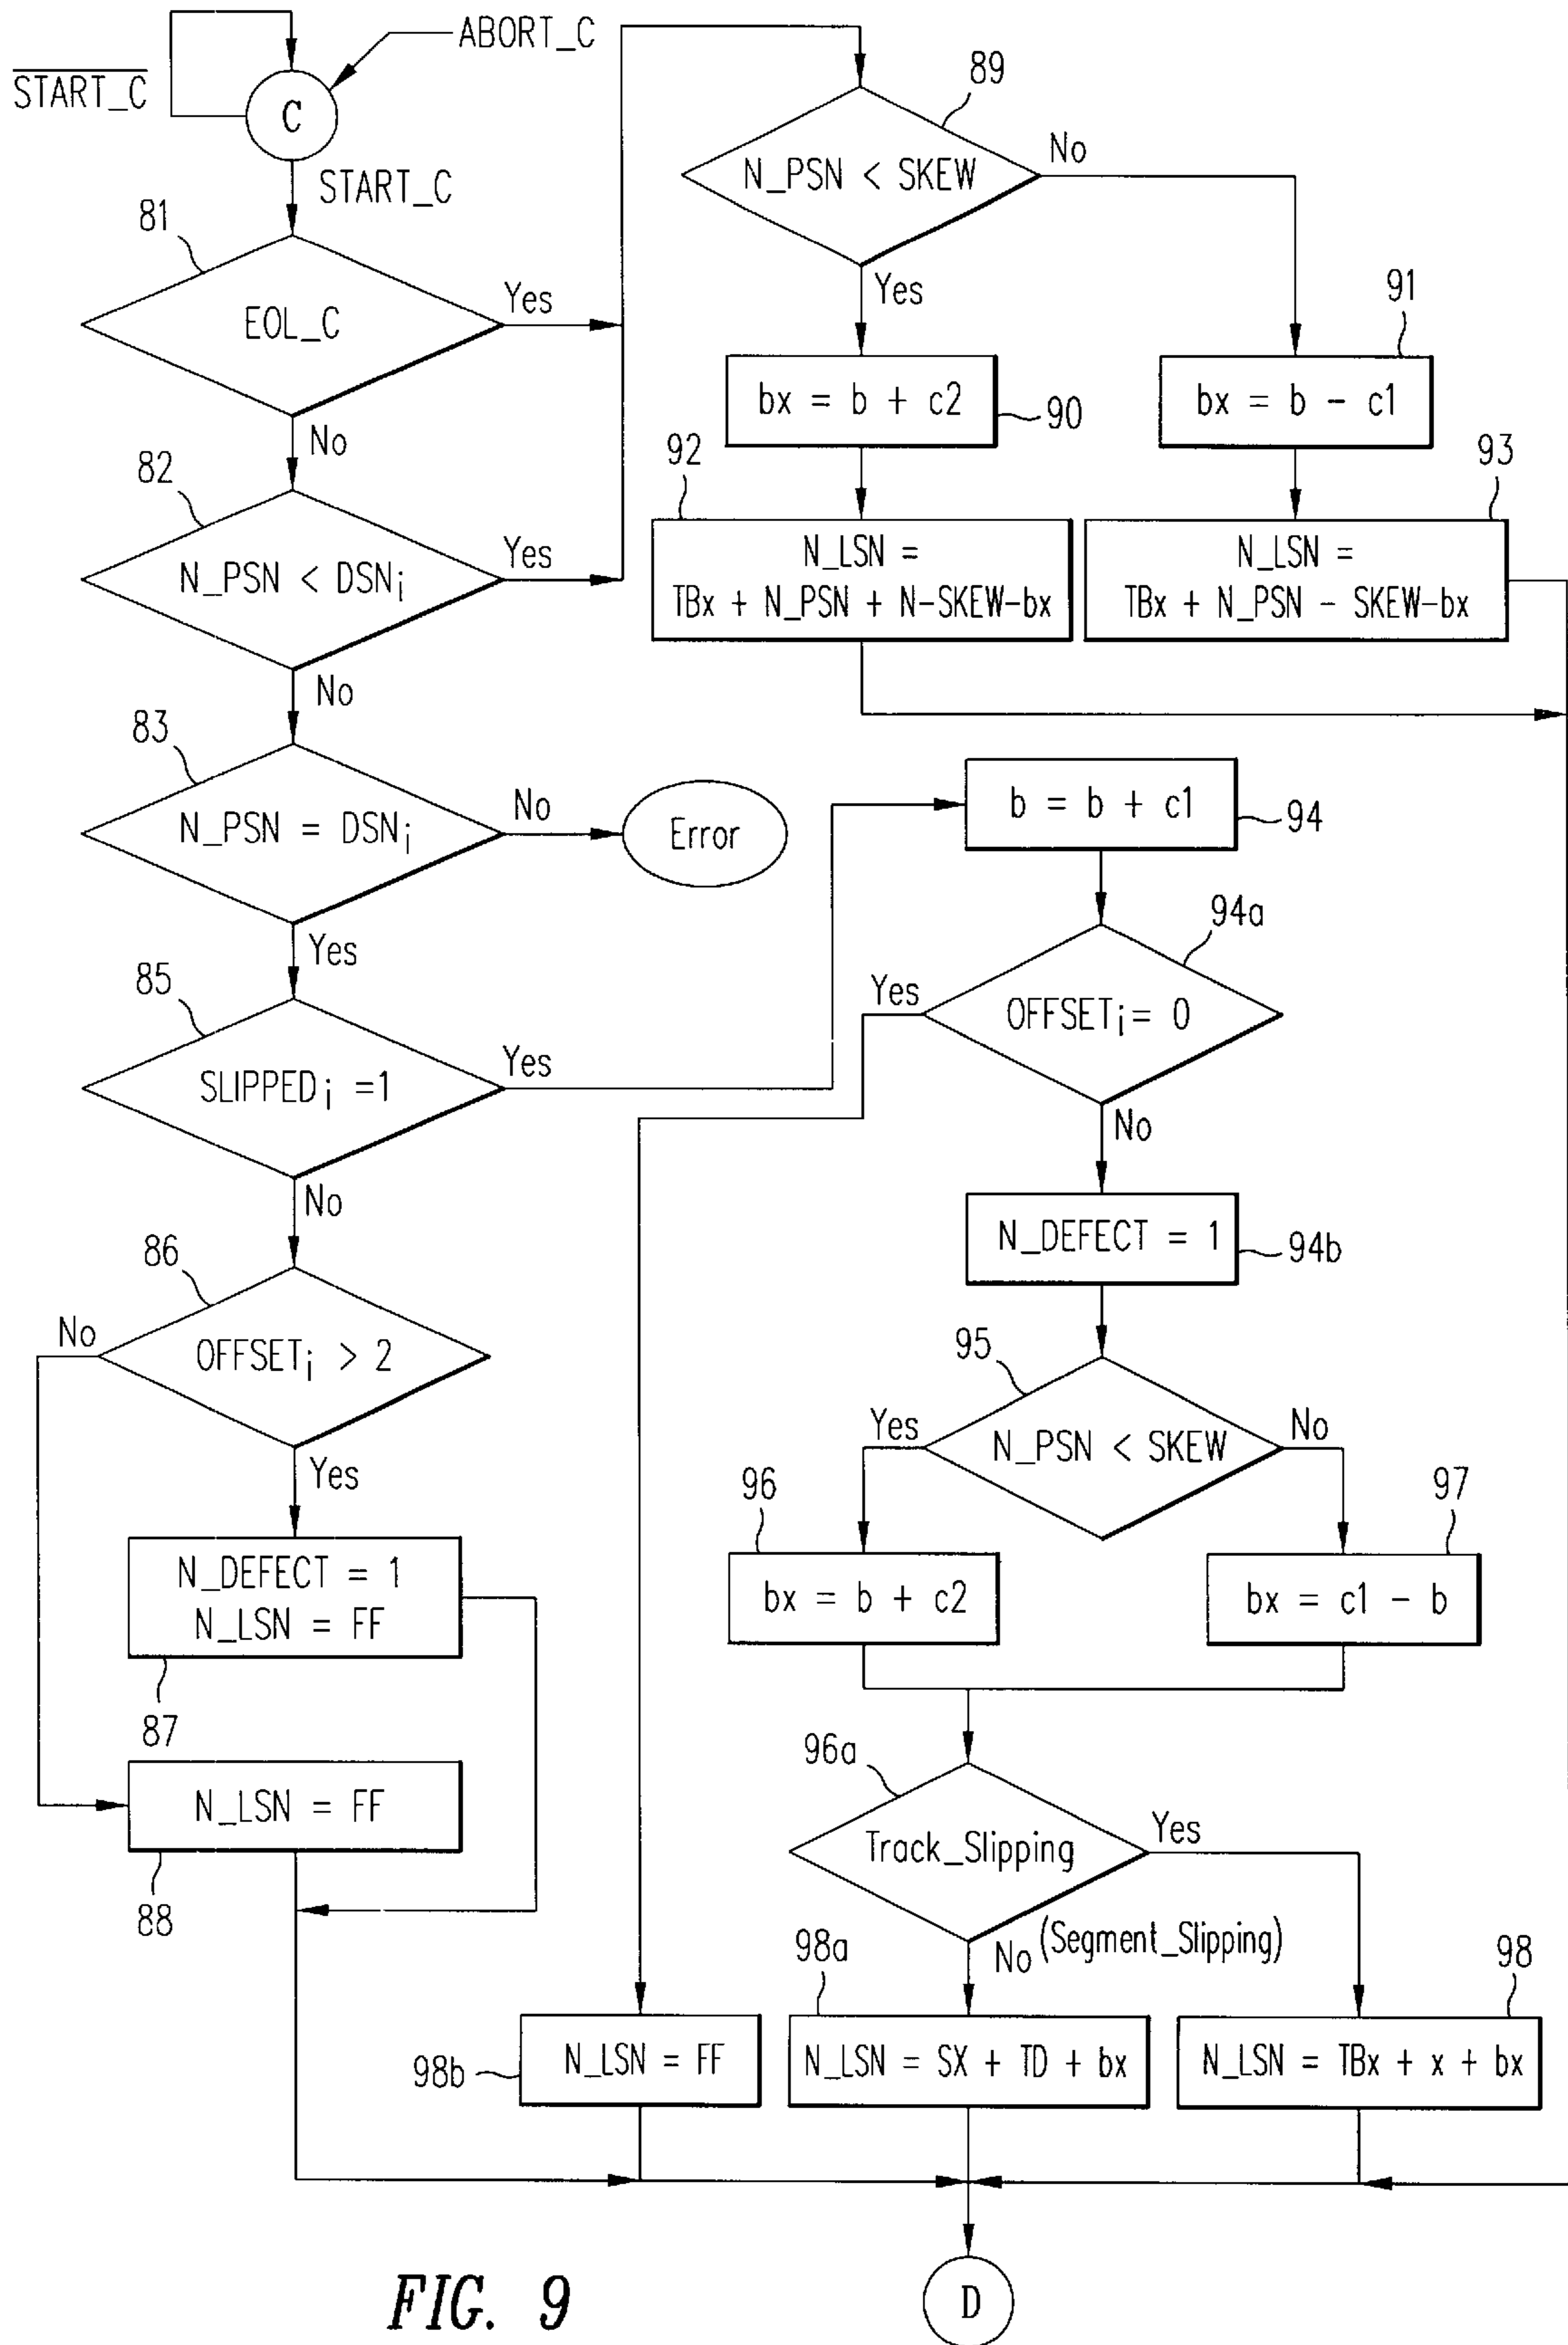 START_C
ABORT_C
C
START_C
81
EOL_C
Yes
No
89
N_PSN < SKEW
No
Yes
bx = b + c2
90
91
bx = b - c1
82
N_PSN < DSNi
Yes
No
92
N_LSN =
TBx + N_PSN + N-SKEW-bx
93
N_LSN =
TBx + N_PSN - SKEW-bx
83
N_PSN = DSNi
No
Error
Yes
b = b + c1
94
94a
OFFSETi= 0
Yes
No
85
SLIPPEDi =1
Yes
No
N_DEFECT = 1
94b
86
OFFSETi > 2
No
Yes
95
N_PSN < SKEW
Yes
No
96
bx = b + c2
97
bx = c1 - b
N_DEFECT = 1
N_LSN = FF
87
N_LSN = FF
88
96a
Track_Slipping
Yes
No (Segment_Slipping)
98b
N_LSN = FF
98a
N_LSN = SX + TD + bx
98
N_LSN = TBx + x + bx
D
FIG. 9